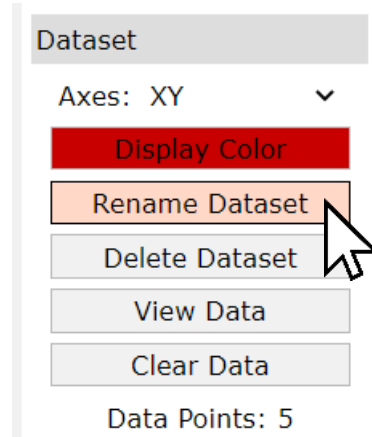 Dataset
Axes: XY
Display Color
Rename Dataset
Delete Dataset
View Data
Clear Data
Data Points: 5